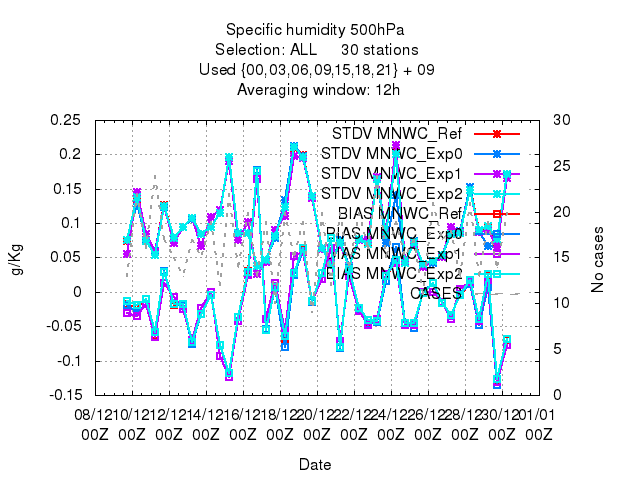 Specific humidity 500hPa
Selection: ALL 30 stations
Used {00,03,06,09,15,18,21} + 09
Averaging window: 12h
0.25
0.2
0.15
0.1
0.05
0
-0.05
-0.1
-0.15
g/Kg
30
25
20
15
10
5
0
No cases
STDV MNWC_Ref
STDV MNWC_Exp0
STDV MNWC_Exp1
STDV MNWC_Exp2
BIAS MNWC_Ref
BIAS MNWC_Exp0
BIAS MNWC_Exp1
BIAS MNWC_Exp2
CASES
08/12 10/12 12/12 14/12 16/12 18/12 20/12 22/12 24/12 26/12 28/12 30/12 01/01
00Z 00Z 00Z 00Z 00Z 00Z 00Z 00Z 00Z 00Z 00Z 00Z 00Z
Date